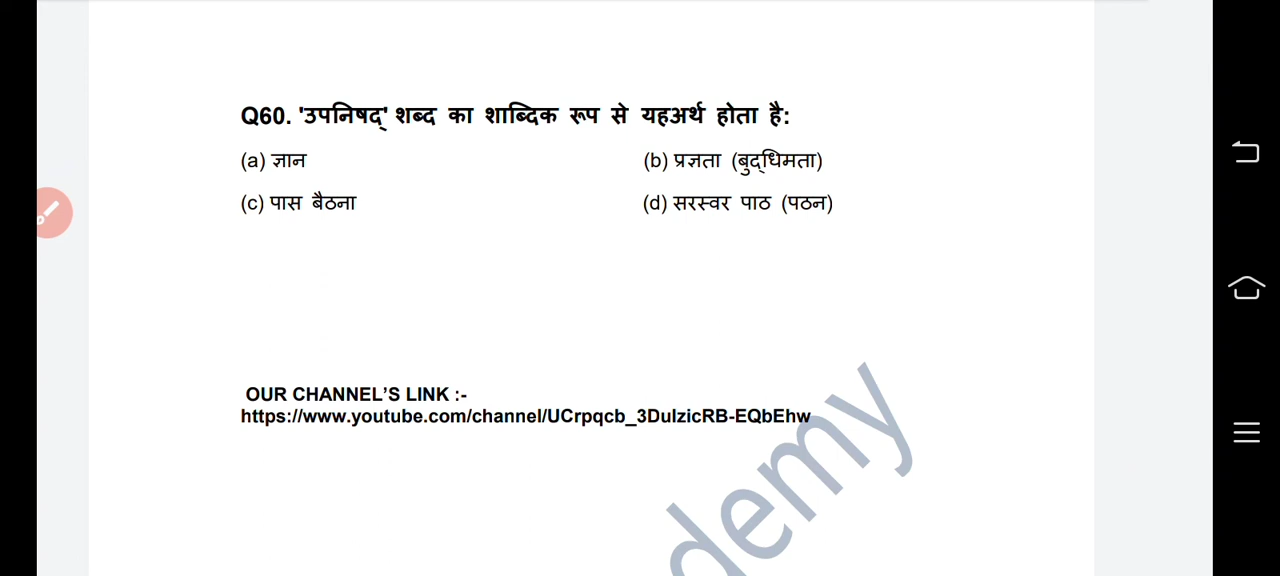 Q60. 'उपनिषद्' शब्द का शाब्दिक रूप से यहअर्थ होता है:
(a) ज्ञान (b) प्रज्ञता (बुद्धिमता)
(c) पास बैठना (d) सरस्वर पाठ (पठन)
OUR CHANNEL'S LINK :-
https://www.youtube.com/channel/UCrpqcb_3DulzicRB-EQbEhw
demy